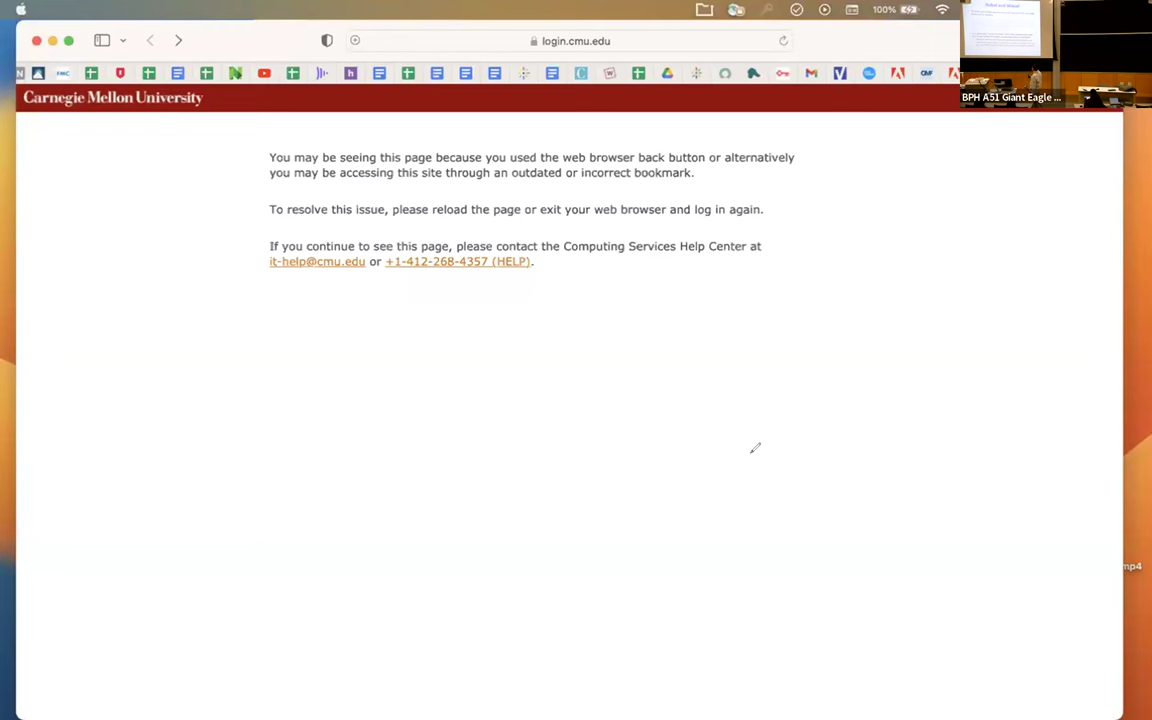 100%
login.cmu.edu
Carnegie Mellon University
BPH A51 Giant Eagle ...
You may be seeing this page because you used the web browser back button or alternatively
you may be accessing this site through an outdated or incorrect bookmark.
To resolve this issue, please reload the page or exit your web browser and log in again.
If you continue to see this page, please contact the Computing Services Help Center at
it-help@cmu.edu or +1-412-268-4357 (HELP).
mp4